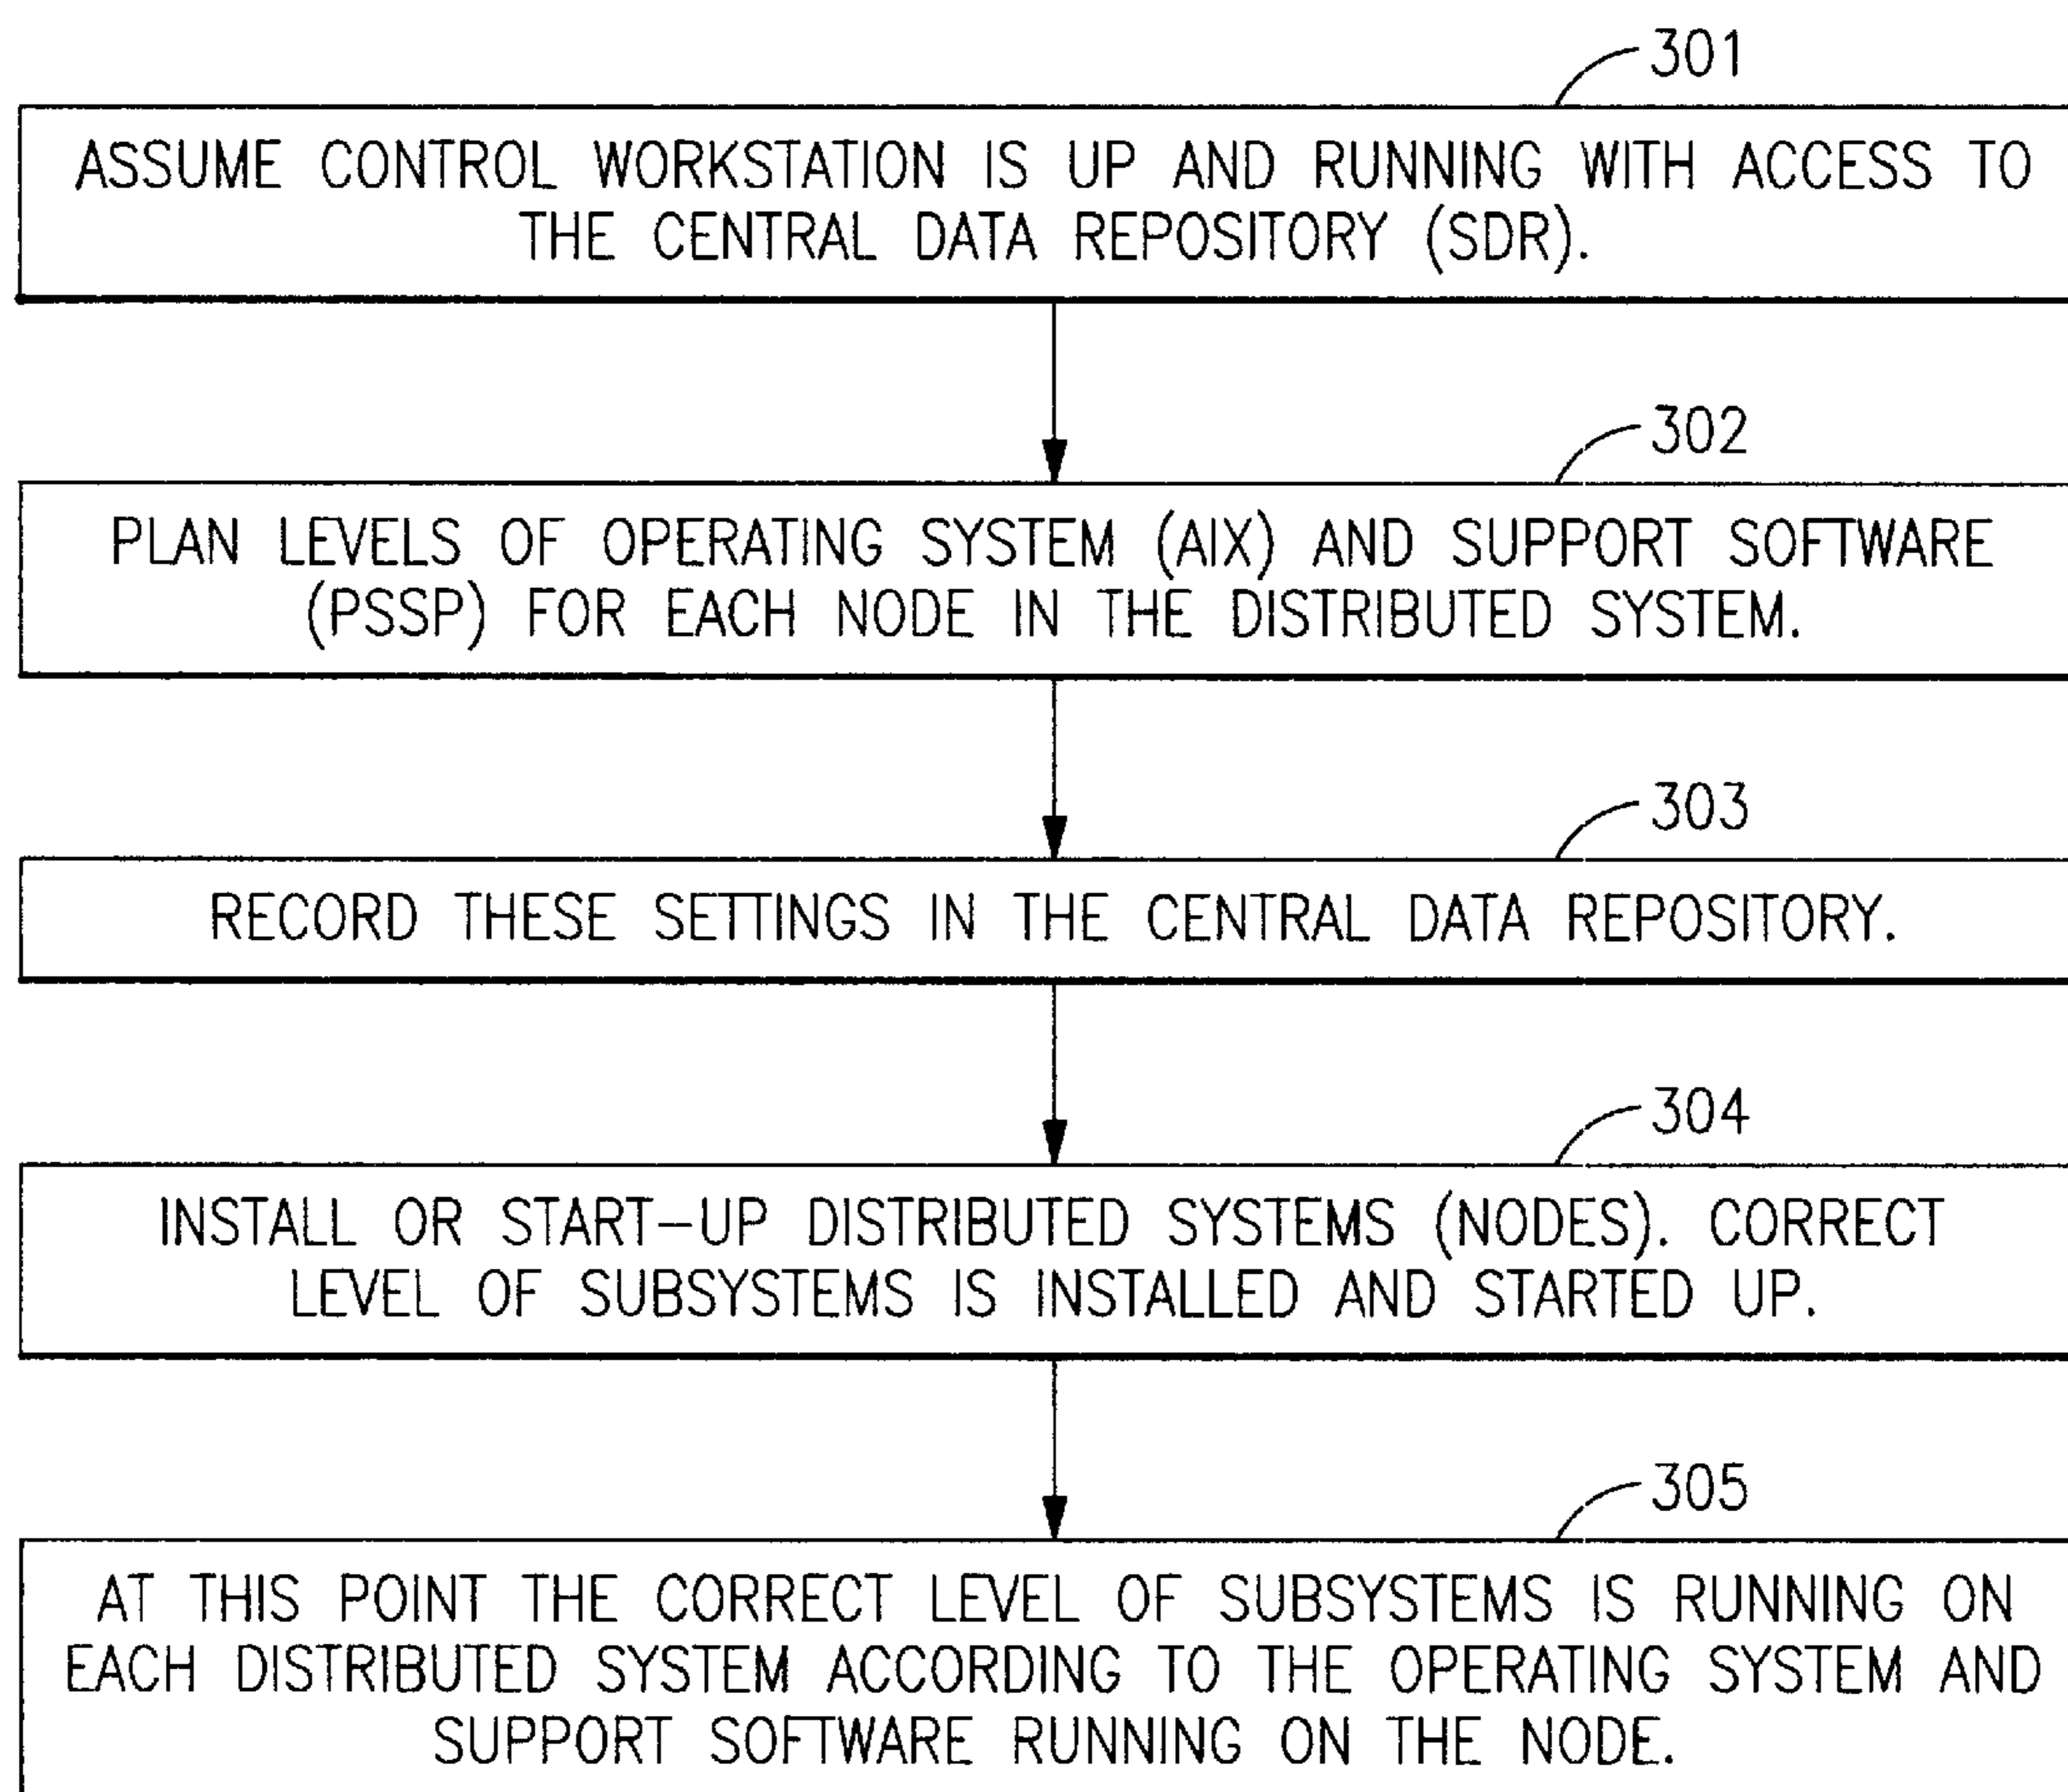 301
ASSUME CONTROL WORKSTATION IS UP AND RUNNING WITH ACCESS TO
THE CENTRAL DATA REPOSITORY (SDR).
302
PLAN LEVELS OF OPERATING SYSTEM (AIX) AND SUPPORT SOFTWARE
(PSSP) FOR EACH NODE IN THE DISTRIBUTED SYSTEM.
303
RECORD THESE SETTINGS IN THE CENTRAL DATA REPOSITORY.
304
INSTALL OR START-UP DISTRIBUTED SYSTEMS (NODES). CORRECT
LEVEL OF SUBSYSTEMS IS INSTALLED AND STARTED UP.
305
AT THIS POINT THE CORRECT LEVEL OF SUBSYSTEMS IS RUNNING ON
EACH DISTRIBUTED SYSTEM ACCORDING TO THE OPERATING SYSTEM AND
SUPPORT SOFTWARE RUNNING ON THE NODE.